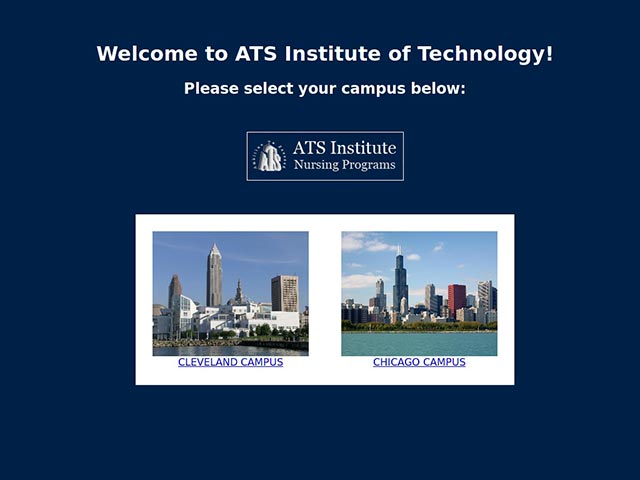 Welcome to ATS Institute of Technology!
Please select your campus below:
ATS Institute
Nursing Programs
CLEVELAND CAMPUS
CHICAGO CAMPUS